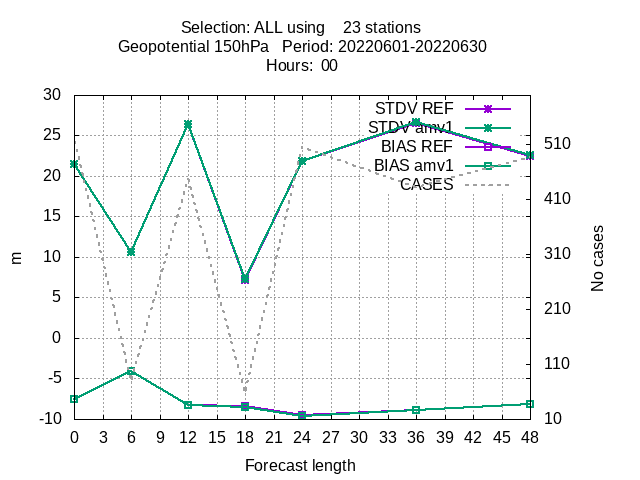 Selection: ALL using    23 stations
Geopotential 150hPa   Period: 20220601-20220630
Hours:  00
STDV REF
STDV amv1
BIAS REF
BIAS amv1
CASES
30
25
20
15
10
5
0
-5
-10
m
510
410
310
210
110
10
No cases
0 3 6 9 12 15 18 21 24 27 30 33 36 39 42 45 48
Forecast length